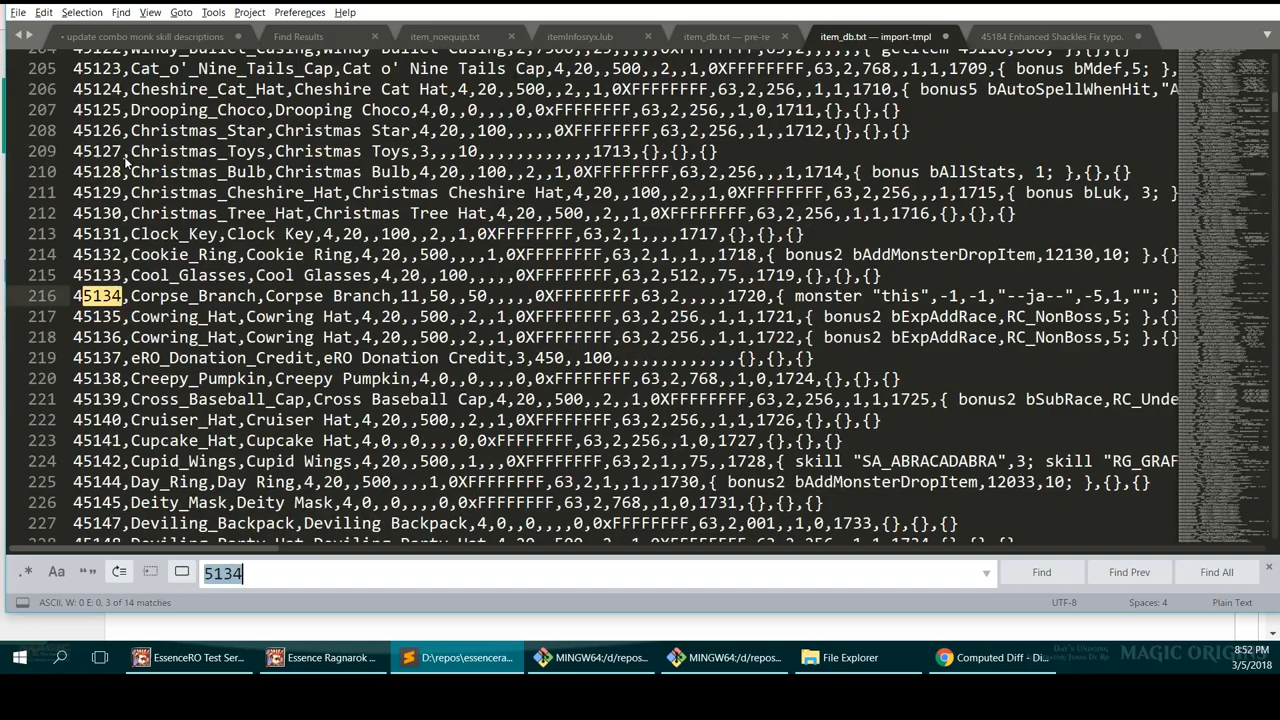 File Edit Selection Find View Goto Tools Project Preferences Help
update combo monk skill descriptions Find Results item_noequip.txt itemInfosryx.lub item_db.txt — pre-re item_db.txt — import-tmpl 45184 Enhanced Shackles Fix typo.
205 45123,Cat_o'_Nine_Tails_Cap,Cat o' Nine Tails Cap,4,20,,500,,2,,1,0XFFFFFFFF,63,2,768,,1,1,1709,{ bonus bMdef,5; },
206 45124,Cheshire_Cat_Hat,Cheshire Cat Hat,4,20,,500,,2,,1,0XFFFFFFFF,63,2,256,,1,1,1710,{ bonus5 bAutoSpellWhenHit,"A
207 45125,Drooping_Choco,Drooping Choco,4,0,,0,,0,,0,0XFFFFFFFF,63,2,256,,1,0,1711,{},{},{}
208 45126,Christmas_Star,Christmas Star,4,20,,100,,,,,0XFFFFFFFF,63,2,256,,1,,1712,{},{},{}
209 45127,Christmas_Toys,Christmas Toys,3,,,10,,,,,,,,,,,,1713,{},{},{}
210 45128,Christmas_Bulb,Christmas Bulb,4,20,,,,,,1,0XFFFFFFFF,63,2,256,,1,,1714,{ bonus bAllStats, 1; },{},{}
211 45129,Christmas_Cheshire_Hat,Christmas Cheshire Hat,4,20,,100,,,,,0XFFFFFFFF,63,2,256,,1,,1715,{ bonus bLuk, 3; }
212 45130,Christmas_Tree_Hat,Christmas Tree Hat,4,20,,500,,2,,1,0XFFFFFFFF,63,2,256,,1,1,1716,,{},{}
213 45131,Clock_Key,Clock Key,4,20,,100,,,,1,0XFFFFFFFF,63,2,1,,1,,1717,{},{},{}
214 45132,Cookie_Ring,Cookie Ring,4,20,,500,,,,1,0XFFFFFFFF,63,2,256,,1,,1718,{ bonus2 bAddMonsterDropItem,12130,10; },{},{}
215 45133,Cool_Glasses,Cool Glasses,4,20,,100,,,,,0XFFFFFFFF,63,2,512,,75,,1719,{},{},{}
216 45134,Corpse_Branch,Corpse Branch,11,50,,50,,,,,0XFFFFFFFF,63,2,,,,,1720,{ monster "this",-1,-1,"--ja--",-5,1,""; }
217 45135,Cowring_Hat,Cowring Hat,4,20,,500,,2,,1,0XFFFFFFFF,63,2,256,,1,1,1721,{ bonus2 bExpAddRace,RC_NonBoss,5; },{}
218 45136,Cowring_Hat,Cowring Hat,4,20,,500,,2,,1,0XFFFFFFFF,63,2,256,,1,1,1722,{ bonus2 bExpAddRace,RC_NonBoss,5; },{}
219 45137,eRO_Donation_Credit,eRO Donation Credit,2,450,,100,,,,,,,,,,,,,{},{},{}
220 45138,Creepy_Pumpkin,Creepy Pumpkin,4,0,,0,,0,,0,0XFFFFFFFF,63,2,768,,1,0,1724,{},{},{}
221 45139,Cross_Baseball_Cap,Cross Baseball Cap,4,20,,500,,2,,1,0XFFFFFFFF,63,2,256,,1,1,1725,{ bonus2 bSubRace,RC_Unde
222 45140,Cruiser_Hat,Cruiser Hat,4,20,,500,,2,,1,0XFFFFFFFF,63,2,256,,1,1,1726,{},{},{}
223 45141,Cupcake_Hat,Cupcake Hat,4,0,,0,,,,0,0XFFFFFFFF,63,2,256,,1,0,1727,{},{},{}
224 45142,Cupid_Wings,Cupid Wings,4,20,,500,,1,,0,0XFFFFFFFF,63,2,1,,75,,1728,{ skill "SA_ABRACADABRA",3; skill "RG_GRAF
225 45144,Day_Ring,Day Ring,4,20,,500,,,,1,0XFFFFFFFF,63,2,256,,1,,1730,{ bonus2 bAddMonsterDropItem,12033,10; },{},{}
226 45145,Deity_Mask,Deity Mask,4,0,,0,,,,0,0XFFFFFFFF,63,2,768,,1,0,1731,{},{},{}
227 45147,Deviling_Backpack,Deviling Backpack,4,0,,0,,,,0,0xFFFFFFFF,63,2,001,,1,0,1733,{},{},{}
.* Aa “” 5134 Find Find Prev Find All
ASCII, W: 0 E: 0, 3 of 14 matches UTF-8 Spaces: 4 Plain Text
EssenceRO Test Ser... Essence Ragnarok ... D:\repos\essencera... MINGW64:/d/repos... MINGW64:/d/repos... File Explorer Computed Diff - Di... MAGIC ORIGINS
8:52 PM
3/5/2018